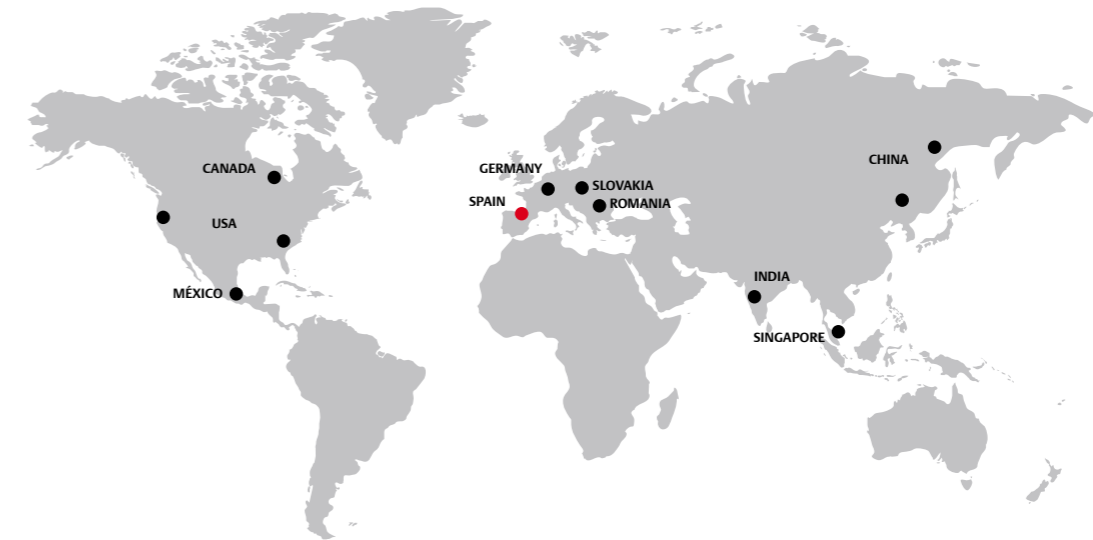 CANADA
USA
MÉXICO
GERMANY
SPAIN
SLOVAKIA
ROMANIA
CHINA
INDIA
SINGAPORE